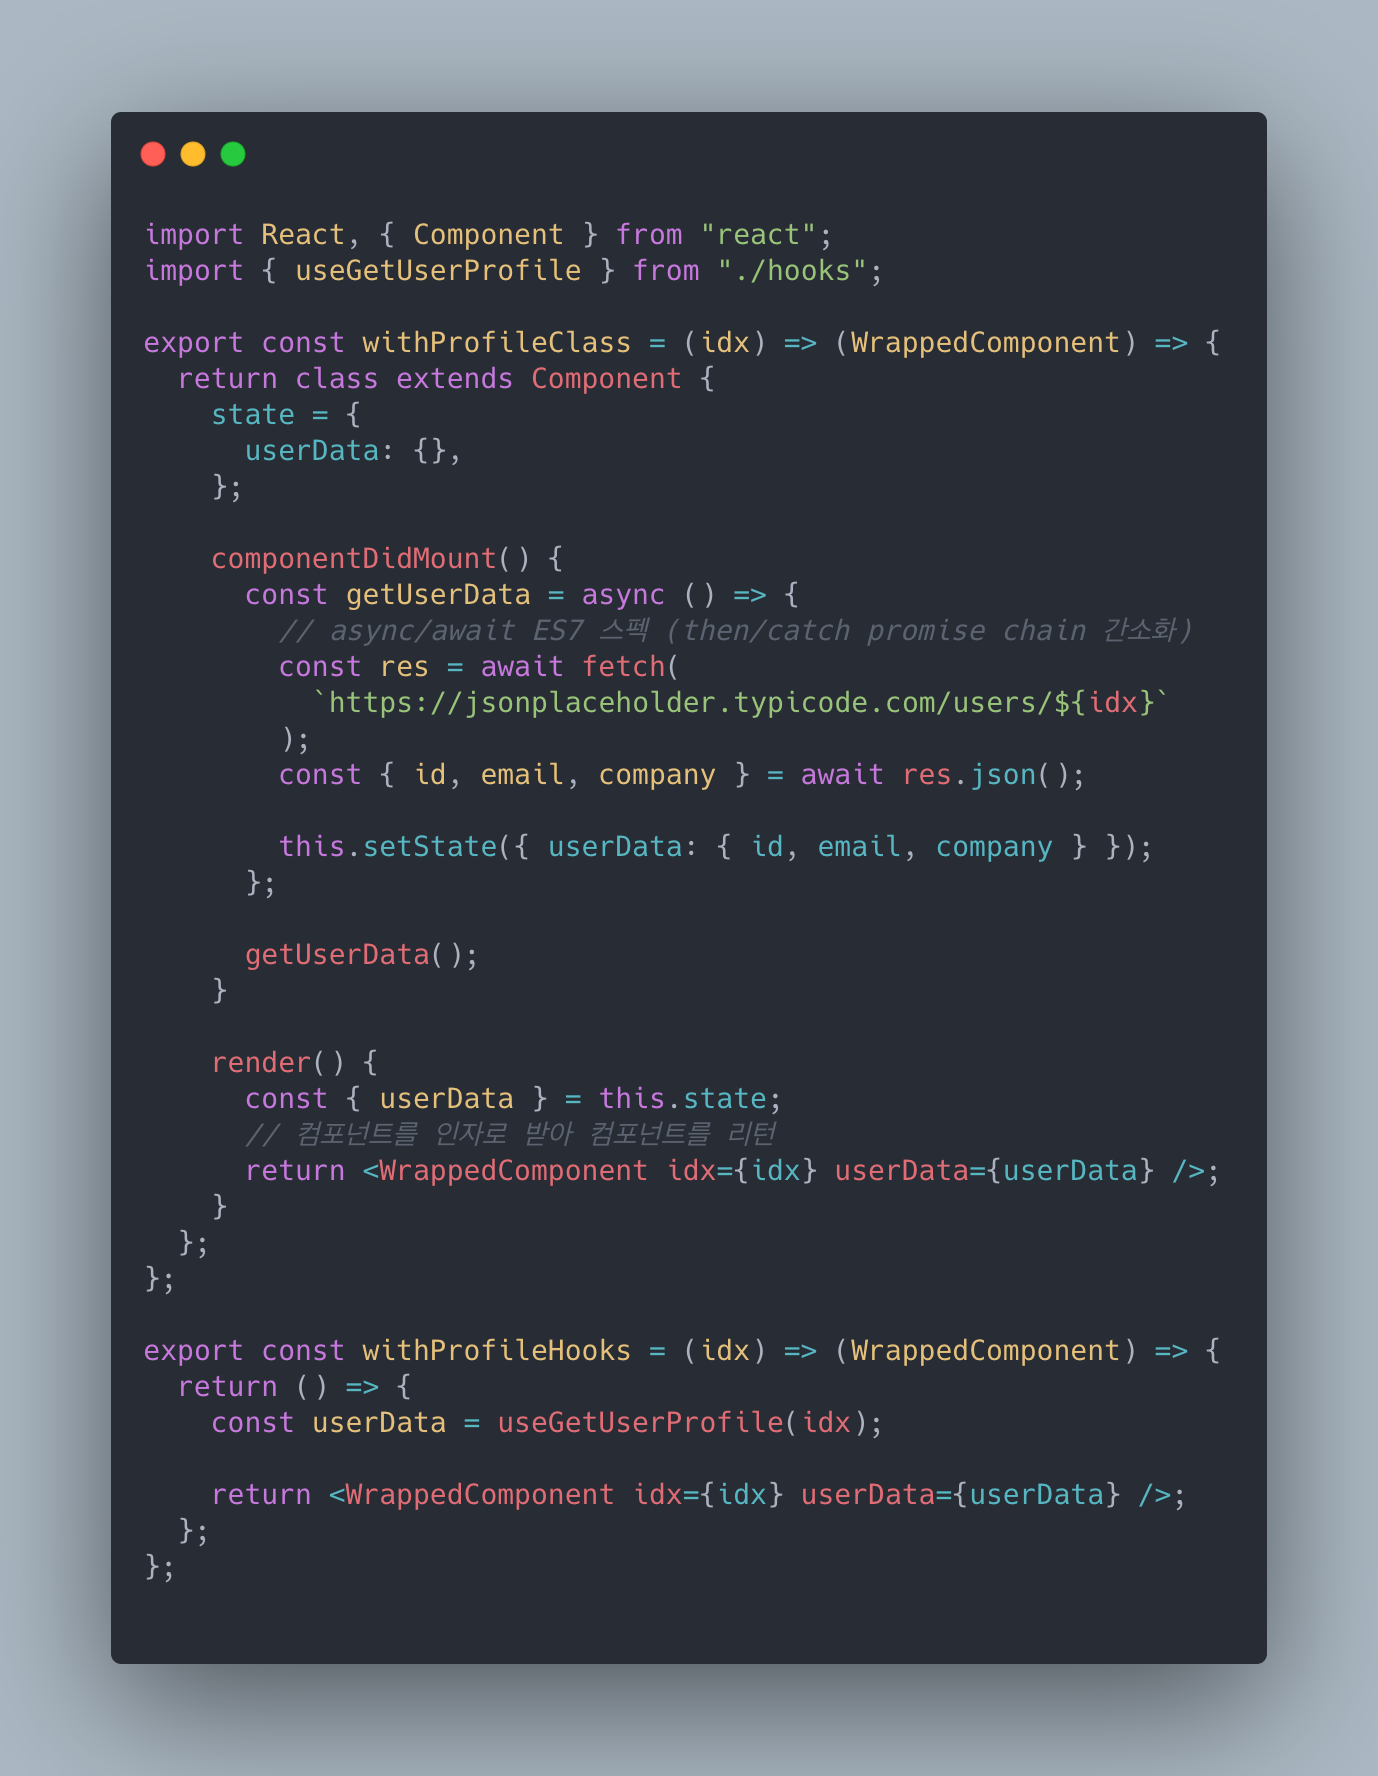 import React, { Component } from "react";
import { useGetUserProfile } from "./hooks";

export const withProfileClass = (idx) => (WrappedComponent) => {
  return class extends Component {
    state = {
      userData: {},
    };

    componentDidMount() {
      const getUserData = async () => {
        // async/await ES7 스펙 (then/catch promise chain 간소화)
        const res = await fetch(
          `https://jsonplaceholder.typicode.com/users/${idx}`
        );
        const { id, email, company } = await res.json();

        this.setState({ userData: { id, email, company } });
      };

      getUserData();
    }

    render() {
      const { userData } = this.state;
      // 컴포넌트를 인자로 받아 컴포넌트를 리턴
      return <WrappedComponent idx={idx} userData={userData} />;
    }
  };
};

export const withProfileHooks = (idx) => (WrappedComponent) => {
  return () => {
    const userData = useGetUserProfile(idx);

    return <WrappedComponent idx={idx} userData={userData} />;
  };
};